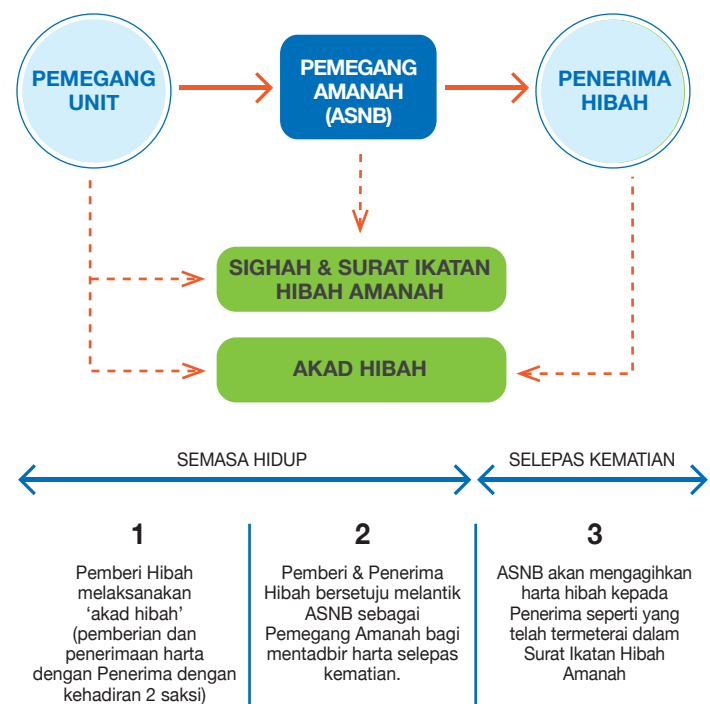 PEMEGANG
UNIT
PEMEGANG
AMANAH
(ASNB)
PENERIMA
HIBAH
SIGHAH & SURAT IKATAN
HIBAH AMANAH
AKAD HIBAH
SEMASA HIDUP
SELEPAS KEMATIAN
1
Pemberi Hibah
melaksanakan
‘akad hibah’
(pemberian dan
penerimaan harta
dengan Penerima dengan
kehadiran 2 saksi)
2
Pemberi & Penerima
Hibah bersetuju melantik
ASNB sebagai
Pemegang Amanah bagi
mentadbir harta selepas
kematian.
3
ASNB akan mengagihkan
harta hibah kepada
Penerima seperti yang
telah termeterai dalam
Surat Ikatan Hibah
Amanah